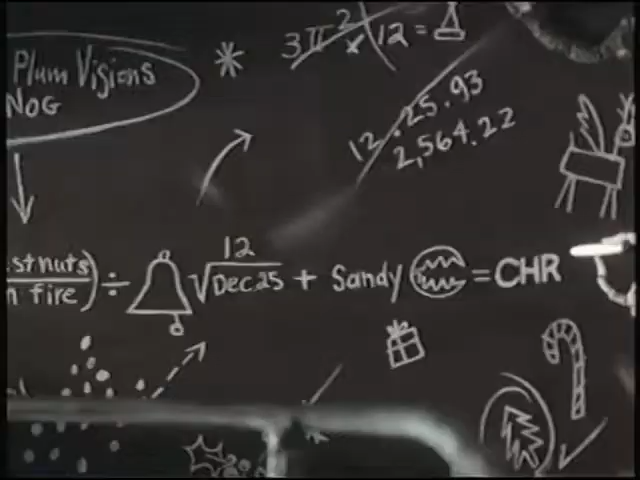 3π² x 12 =
Plum Visions
NOG
12.25.93
2,564.22
12
stnuts) ÷ √Dec 25 + Sandy = CHR
n fire